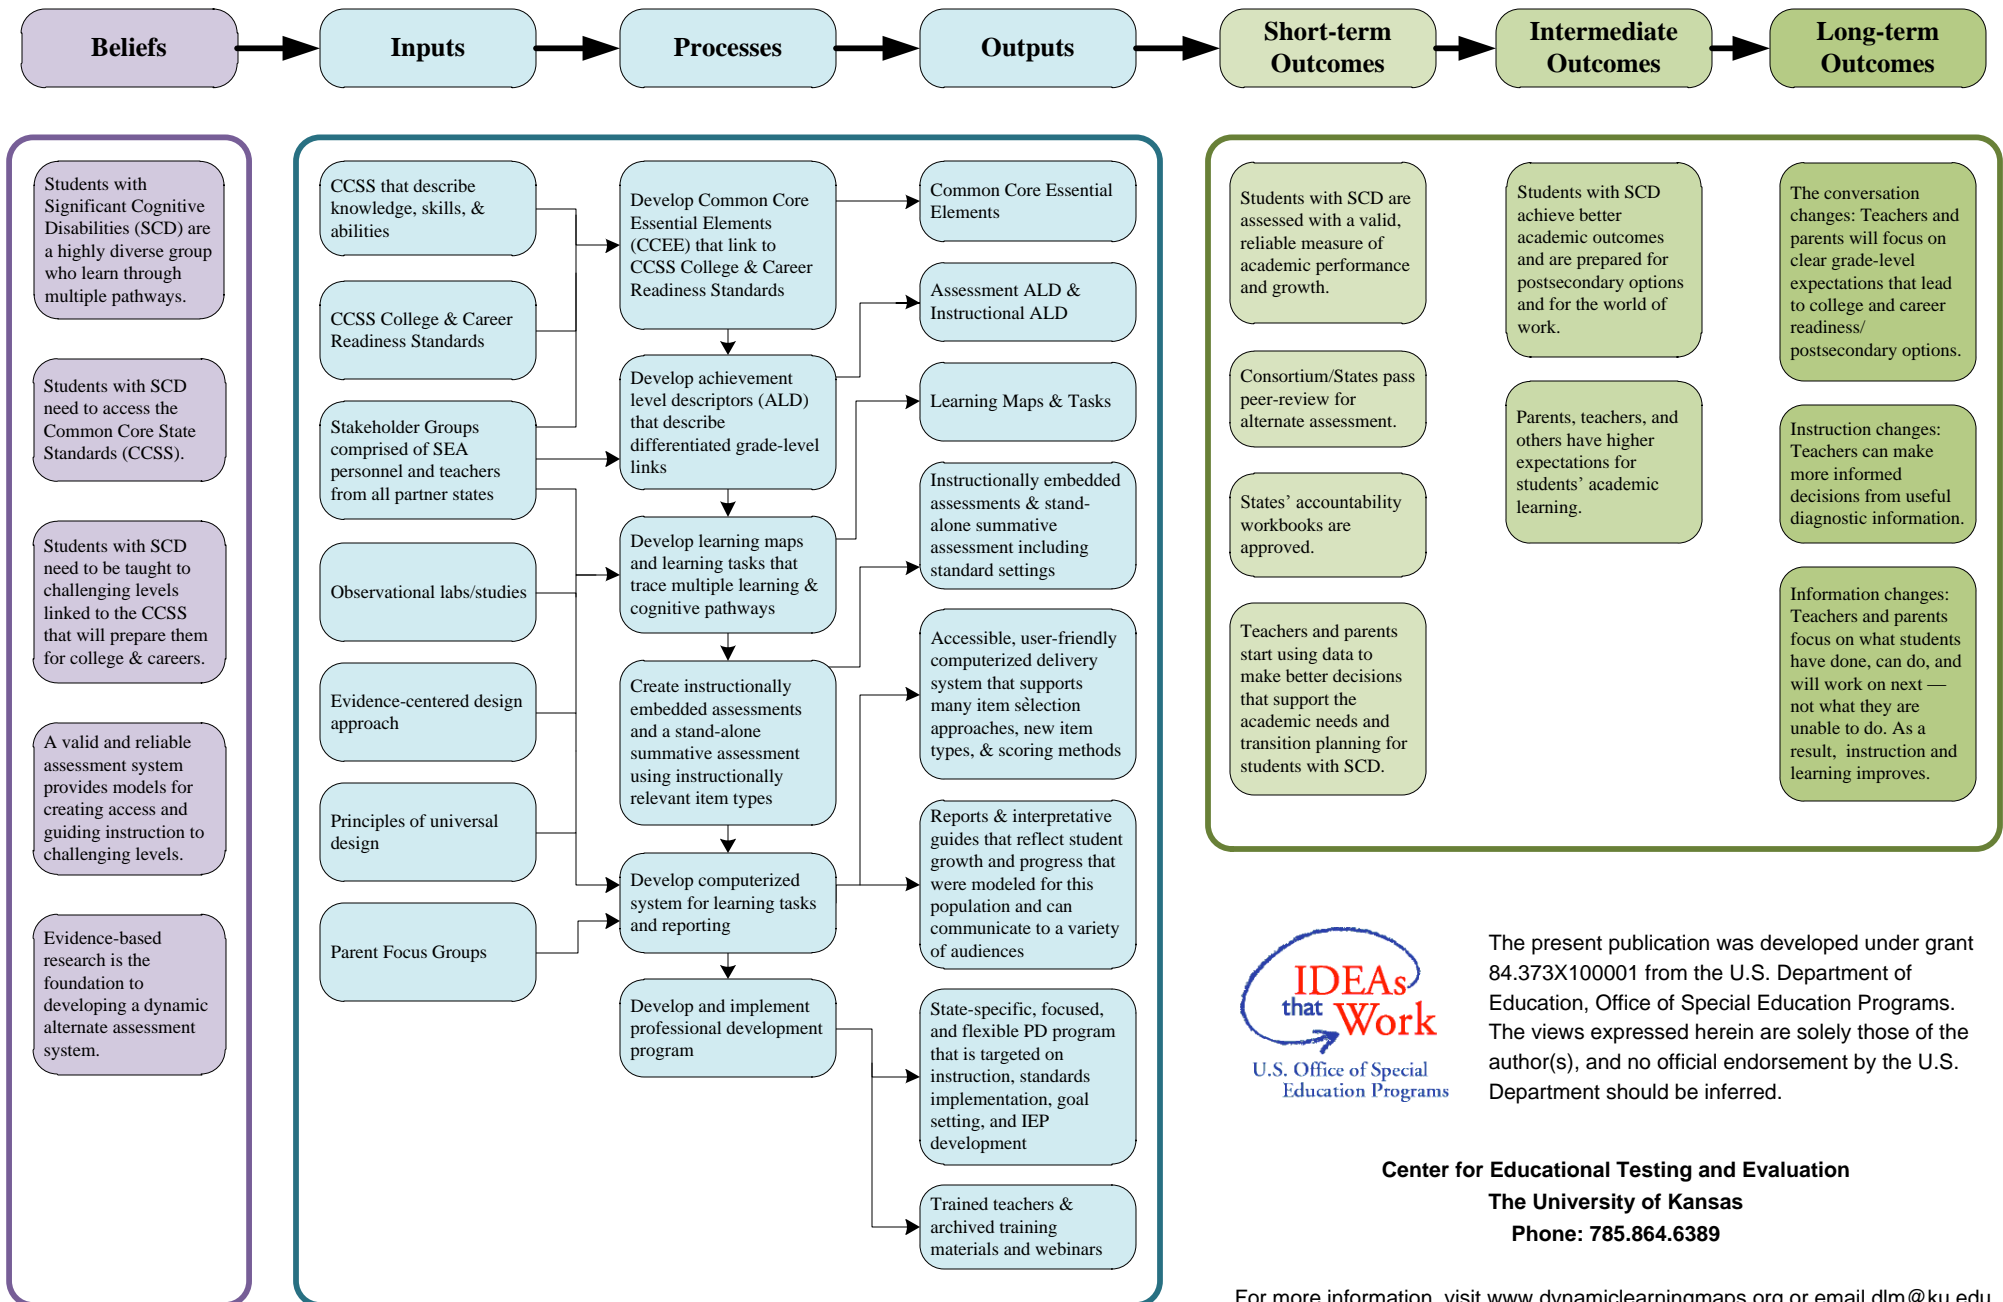 Beliefs
Inputs
Processes
Outputs
Short-term
Outcomes
Intermediate
Outcomes
Long-term
Outcomes
Students with
Significant Cognitive
Disabilities (SCD) are
a highly diverse group
who learn through
multiple pathways.
Students with SCD
need to access the
Common Core State
Standards (CCSS).
Students with SCD
need to be taught to
challenging levels
linked to the CCSS
that will prepare them
for college & careers.
A valid and reliable
assessment system
provides models for
creating access and
guiding instruction to
challenging levels.
Evidence-based
research is the
foundation to
developing a dynamic
alternate assessment
system.
CCSS that describe
knowledge, skills, &
abilities
CCSS College & Career
Readiness Standards
Stakeholder Groups
comprised of SEA
personnel and teachers
from all partner states
Observational labs/studies
Evidence-centered design
approach
Principles of universal
design
Parent Focus Groups
Develop Common Core
Essential Elements
(CCEE) that link to
CCSS College & Career
Readiness Standards
Develop achievement
level descriptors (ALD)
that describe
differentiated grade-level
links
Develop learning maps
and learning tasks that
trace multiple learning &
cognitive pathways
Create instructionally
embedded assessments
and a stand-alone
summative assessment
using instructionally
relevant item types
Develop computerized
system for learning tasks
and reporting
Develop and implement
professional development
program
Common Core Essential
Elements
Assessment ALD &
Instructional ALD
Learning Maps & Tasks
Instructionally embedded
assessments & stand-
alone summative
assessment including
standard settings
Accessible, user-friendly
computerized delivery
system that supports
many item sèlection
approaches, new item
types, & scoring methods
Reports & interpretative
guides that reflect student
growth and progress that
were modeled for this
population and can
communicate to a variety
of audiences
State-specific, focused,
and flexible PD program
that is targeted on
instruction, standards
implementation, goal
setting, and IEP
development
Trained teachers &
archived training
materials and webinars
Students with SCD are
assessed with a valid,
reliable measure of
academic performance
and growth.
Consortium/States pass
peer-review for
alternate assessment.
States’ accountability
workbooks are
approved.
Teachers and parents
start using data to
make better decisions
that support the
academic needs and
transition planning for
students with SCD.
Students with SCD
achieve better
academic outcomes
and are prepared for
postsecondary options
and for the world of
work.
Parents, teachers, and
others have higher
expectations for
students’ academic
learning.
The conversation
changes: Teachers and
parents will focus on
clear grade-level
expectations that lead
to college and career
readiness/
postsecondary options.
Instruction changes:
Teachers can make
more informed
decisions from useful
diagnostic information.
Information changes:
Teachers and parents
focus on what students
have done, can do, and
will work on next —
not what they are
unable to do. As a
result, instruction and
learning improves.
IDEAs
that Work
U.S. Office of Special
Education Programs
The present publication was developed under grant
84.373X100001 from the U.S. Department of
Education, Office of Special Education Programs.
The views expressed herein are solely those of the
author(s), and no official endorsement by the U.S.
Department should be inferred.
Center for Educational Testing and Evaluation
The University of Kansas
Phone: 785.864.6389
For more information, visit www.dynamiclearningmaps.org or email dlm@ku.edu